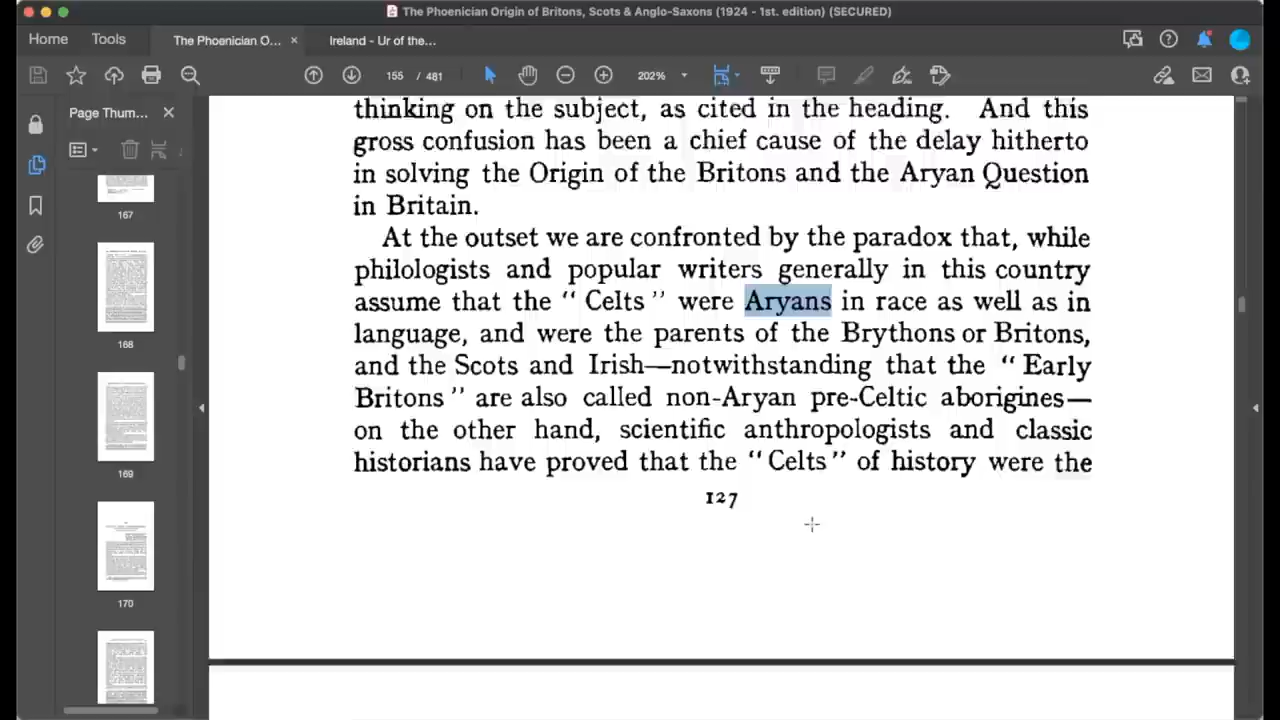 The Phoenician Origin of Britons, Scots & Anglo-Saxons (1924 - 1st. edition) (SECURED)
Home Tools The Phoenician O... × Ireland - Ur of the...
155 / 481 202%
Page Thum... ×
167
168
169
170
thinking on the subject, as cited in the heading. And this
gross confusion has been a chief cause of the delay hitherto
in solving the Origin of the Britons and the Aryan Question
in Britain.
At the outset we are confronted by the paradox that, while
philologists and popular writers generally in this country
assume that the “ Celts ” were Aryans in race as well as in
language, and were the parents of the Brythons or Britons,
and the Scots and Irish—notwithstanding that the “ Early
Britons ” are also called non-Aryan pre-Celtic aborigines—
on the other hand, scientific anthropologists and classic
historians have proved that the “ Celts ” of history were the
127